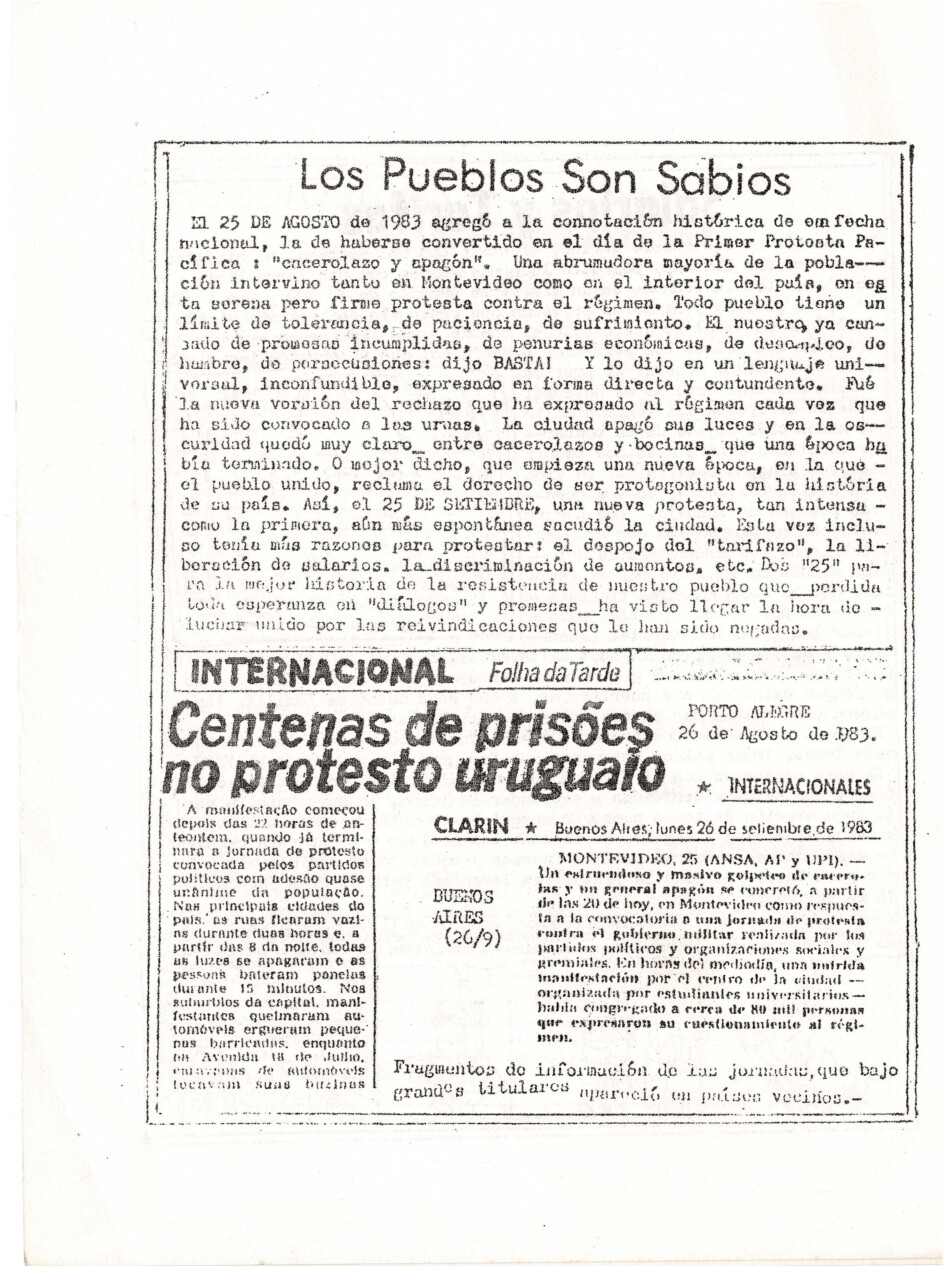 Los Pueblos Son Sabios
El 25 DE AGOSTO de 1983 agregó a la connotación histórica de em fecha
nacional, la de haberse convertido en el día de la Primer Protesta Pa-
cífica : "cacerolazo y apagón". Una abrumadora mayoría de la pobla---
ción intervino tanto en Montevideo como en el interior del país, en es
ta serena pero firme protesta contra el régimen. Todo pueblo tiene un
límite de tolerancia, de paciencia, de sufrimiento. El nuestro, ya can-
sado de promesas incumplidas, de penurias económicas, de desempleo, de
hambre, de persecusiones: dijo BASTA! Y lo dijo en un lenguaje uni--
versal, inconfundible, expresado en forma directa y contundente. Fué
la nueva versión del rechazo que ha expresado al régimen cada vez que
ha sido convocado a las urnas. La ciudad apagó sus luces y en la os--
curidad quedó muy claro_ entre cacerolazos y bocinas_ que una época ha
bía terminado. O mejor dicho, que empieza una nueva época, en la que -
el pueblo unido, reclama el derecho de ser protagonista en la história
de su país. Así, el 25 DE SETIEMBRE, una nueva protesta, tan intensa -
como la primera, aún más espontánea sacudió la ciudad. Esta vez inclu-
so tenía más razones para protestar: el despojo del "tarifazo", la li-
beración de salarios, la discriminación de aumentos, etc. Dos "25" pa-
ra la mejor historia de la resistencia de nuestro pueblo que__perdida
toda esperanza en "diálogos" y promesas__ha visto llegar la hora de -
luchar unido por las reivindicaciones que le han sido negadas.
INTERNACIONAL Folha da Tarde
Centenas de prisões
no protesto uruguaio
PORTO ALEGRE
26 de Agosto de 1983.
A manifestação começou
depois das 22 horas de an-
teontem, quando já termi-
nara a jornada de protesto
convocada pelos partidos
políticos com adesão quase
unânime da população.
Nas principais cidades do
país, as ruas ficaram vazi-
as durante duas horas e, a
partir das 8 da noite, todas
as luzes se apagaram e as
pessoas bateram panelas
durante 15 minutos. Nos
suburbios da capital, mani-
festantes queimaram au-
tomóveis ergueram peque-
nas barricadas, enquanto
en Avenida 18 de Julho,
caravanas de automóveis
tocavam suas buzinas
★ INTERNACIONALES
CLARIN ★ Buenos Aires, lunes 26 de setiembre de 1983
BUENOS
AIRES
(26/9)
MONTEVIDEO, 25 (ANSA, AP y UPI). —
Un estruendoso y masivo golpeteo de cacero-
las y un general apagón se concretó, a partir
de las 20 de hoy, en Montevideo como respues-
ta a la convocatoria a una jornada de protesta
contra el gobierno militar realizada por los
partidos políticos y organizaciones sociales y
gremiales. En horas del mediodía, una nutrida
manifestación por el centro de la ciudad —
organizada por estudiantes universitarios —
había congregado a cerca de 80 mil personas
que expresaron su cuestionamiento al régi-
men.
Fragmentos de información de las jornadas, que bajo
grandes titulares apareció en países vecinos.-